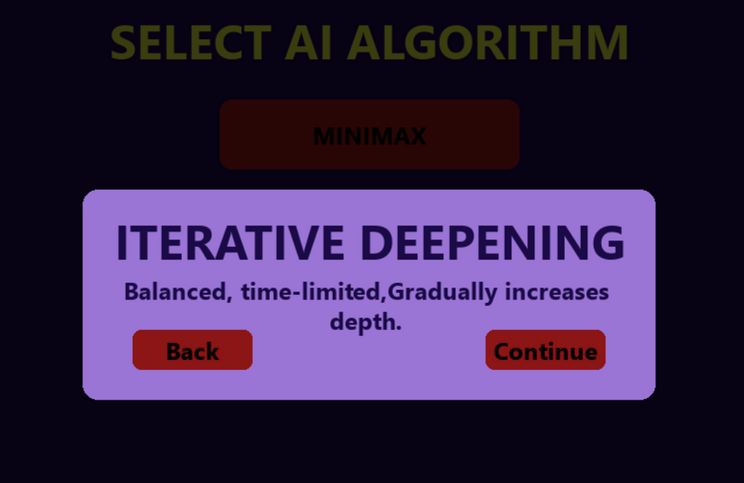 SELECT AI ALGORITHM
MINIMAX
ITERATIVE DEEPENING
Balanced, time-limited,Gradually increases
depth.
Back
Continue